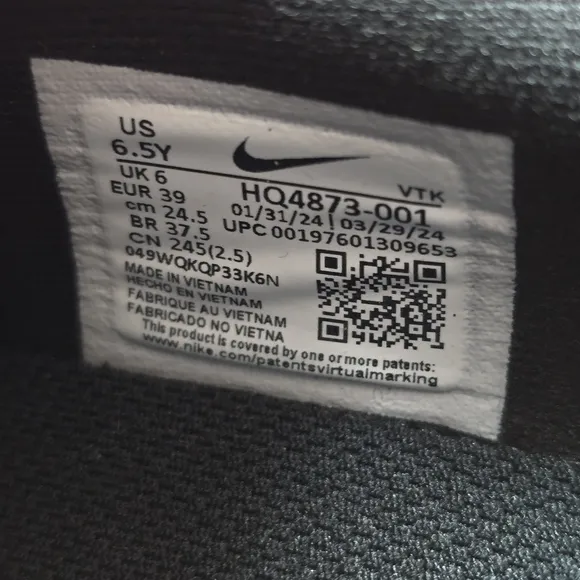 US
6.5Y
UK 6
EUR 39
cm 24.5
BR 37.5
CN 245(2.5)
049WQKQP33K6N
VTK
HQ4873-001
01/31/24 | 03/29/24
UPC 00197601309653
MADE IN VIETNAM
HECHO EN VIETNAM
FABRIQUE AU VIETNAM
FABRICADO NO VIETNA
This product is covered by one or more patents:
www.nike.com/patentsvirtualmarking